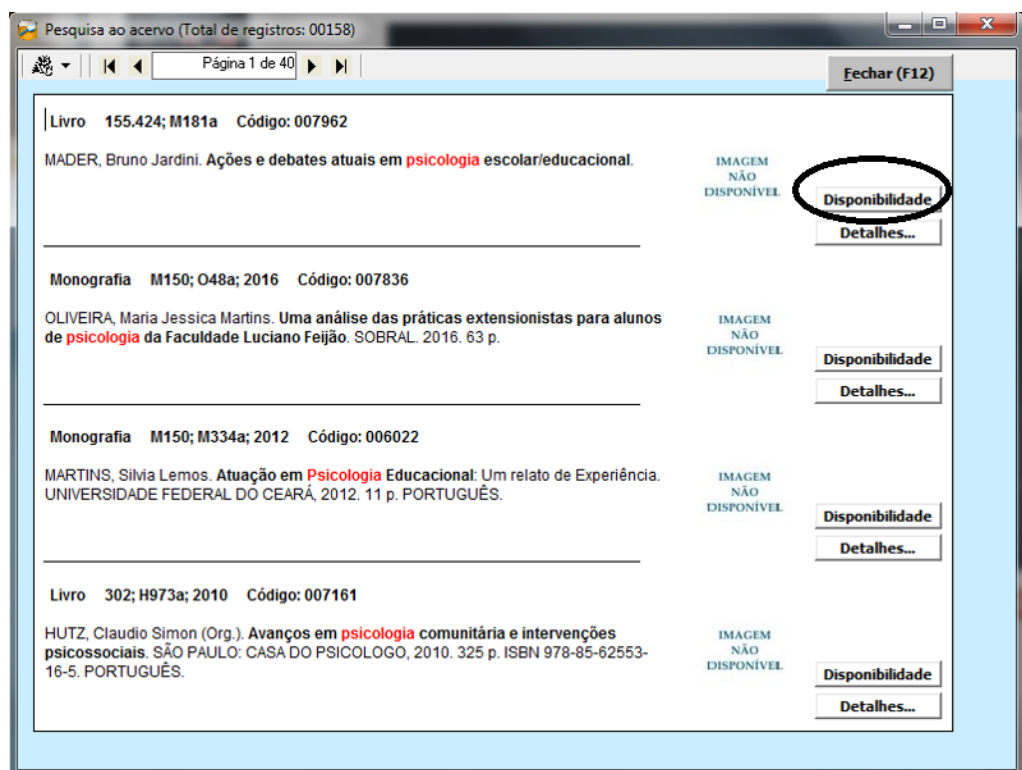 Pesquisa ao acervo (Total de registros: 00158)
Página 1 de 40
Fechar (F12)
Livro 155.424; M181a Código: 007962
MADER, Bruno Jardini. Ações e debates atuais em psicologia escolar/educacional.
IMAGEM
NÃO
DISPONÍVEL
Disponibilidade
Detalhes...
Monografia M150; O48a; 2016 Código: 007836
OLIVEIRA, Maria Jessica Martins. Uma análise das práticas extensionistas para alunos
de psicologia da Faculdade Luciano Feijão. SOBRAL. 2016. 63 p.
IMAGEM
NÃO
DISPONÍVEL
Disponibilidade
Detalhes...
Monografia M150; M334a; 2012 Código: 006022
MARTINS, Silvia Lemos. Atuação em Psicologia Educacional: Um relato de Experiência.
UNIVERSIDADE FEDERAL DO CEARÁ, 2012. 11 p. PORTUGUÊS.
IMAGEM
NÃO
DISPONÍVEL
Disponibilidade
Detalhes...
Livro 302; H973a; 2010 Código: 007161
HUTZ, Claudio Simon (Org.). Avanços em psicologia comunitária e intervenções
psicossociais. SÃO PAULO: CASA DO PSICOLOGO, 2010. 325 p. ISBN 978-85-62553-
16-5. PORTUGUÊS.
IMAGEM
NÃO
DISPONÍVEL
Disponibilidade
Detalhes...